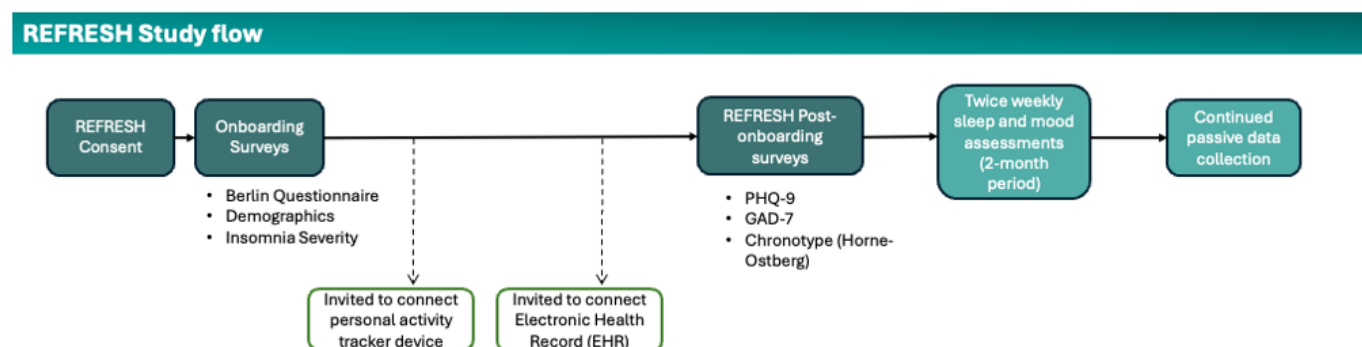 REFRESH Study flow
REFRESH
Consent
Onboarding
Surveys
• Berlin Questionnaire
• Demographics
• Insomnia Severity
Invited to connect
personal activity
tracker device
Invited to connect
Electronic Health
Record (EHR)
REFRESH Post-
onboarding
surveys
• PHQ-9
• GAD-7
• Chronotype (Horne-
Ostberg)
Twice weekly
sleep and mood
assessments
(2-month
period)
Continued
passive data
collection